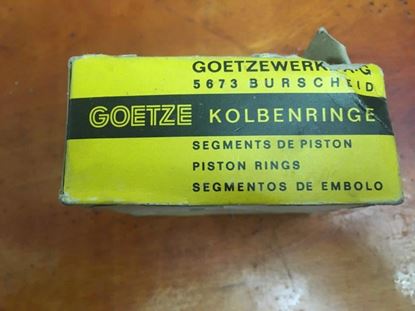 GOETZEWERK
5673 BURSCHEID
GOETZE KOLBENRINGE
SEGMENTS DE PISTON
PISTON RINGS
SEGMENTOS DE EMBOLO